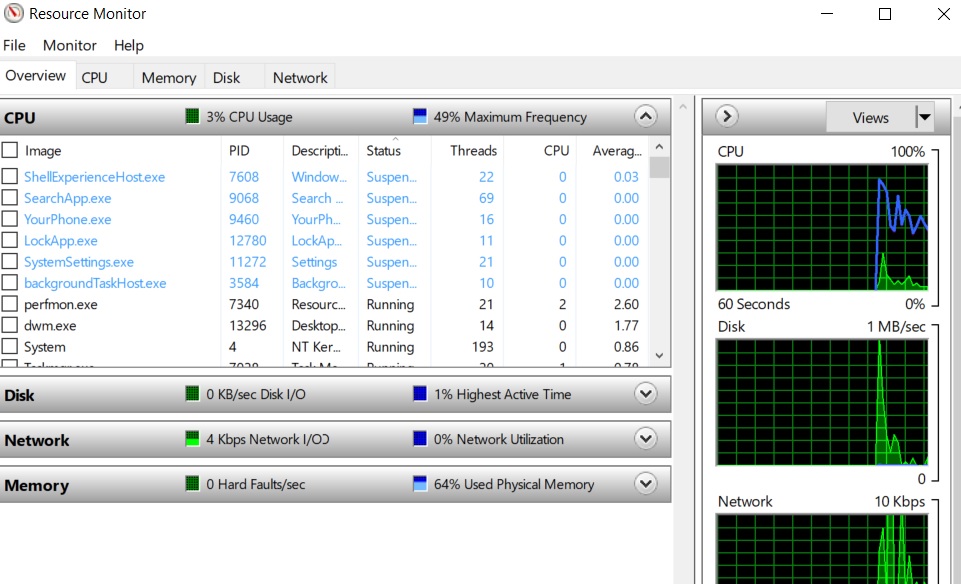 Resource Monitor
File Monitor Help
Overview CPU Memory Disk Network
CPU 3% CPU Usage 49% Maximum Frequency
Image PID Descripti... Status Threads CPU Averag...
ShellExperienceHost.exe 7608 Window... Suspen... 22 0 0.03
SearchApp.exe 9068 Search ... Suspen... 69 0 0.00
YourPhone.exe 9460 YourPh... Suspen... 16 0 0.00
LockApp.exe 12780 LockAp... Suspen... 11 0 0.00
SystemSettings.exe 11272 Settings Suspen... 21 0 0.00
backgroundTaskHost.exe 3584 Backgro... Suspen... 10 0 0.00
perfmon.exe 7340 Resourc... Running 21 2 2.60
dwm.exe 13296 Desktop... Running 14 0 1.77
System 4 NT Ker... Running 193 0 0.86
Disk 0 KB/sec Disk I/O 1% Highest Active Time
Network 4 Kbps Network I/O 0% Network Utilization
Memory 0 Hard Faults/sec 64% Used Physical Memory
Views
CPU 100%
60 Seconds 0%
Disk 1 MB/sec
0
Network 10 Kbps